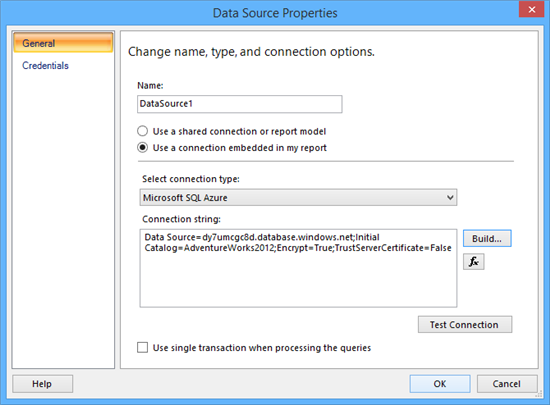 Data Source Properties
General
Credentials
Change name, type, and connection options.
Name:
DataSource1
Use a shared connection or report model
Use a connection embedded in my report
Select connection type:
Microsoft SQL Azure
Connection string:
Data Source=dy7umcgc8d.database.windows.net;Initial
Catalog=AdventureWorks2012;Encrypt=True;TrustServerCertificate=False
Build...
fx
Test Connection
Use single transaction when processing the queries
Help
OK
Cancel